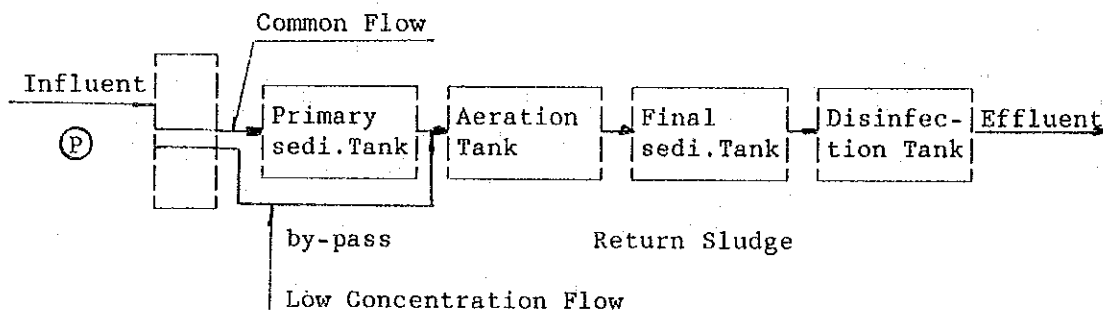 Common Flow
Influent
P
Primary
sedi.Tank
Aeration
Tank
Final
sedi.Tank
Disinfec-
tion Tank
Effluent
by-pass
Return Sludge
Low Concentration Flow